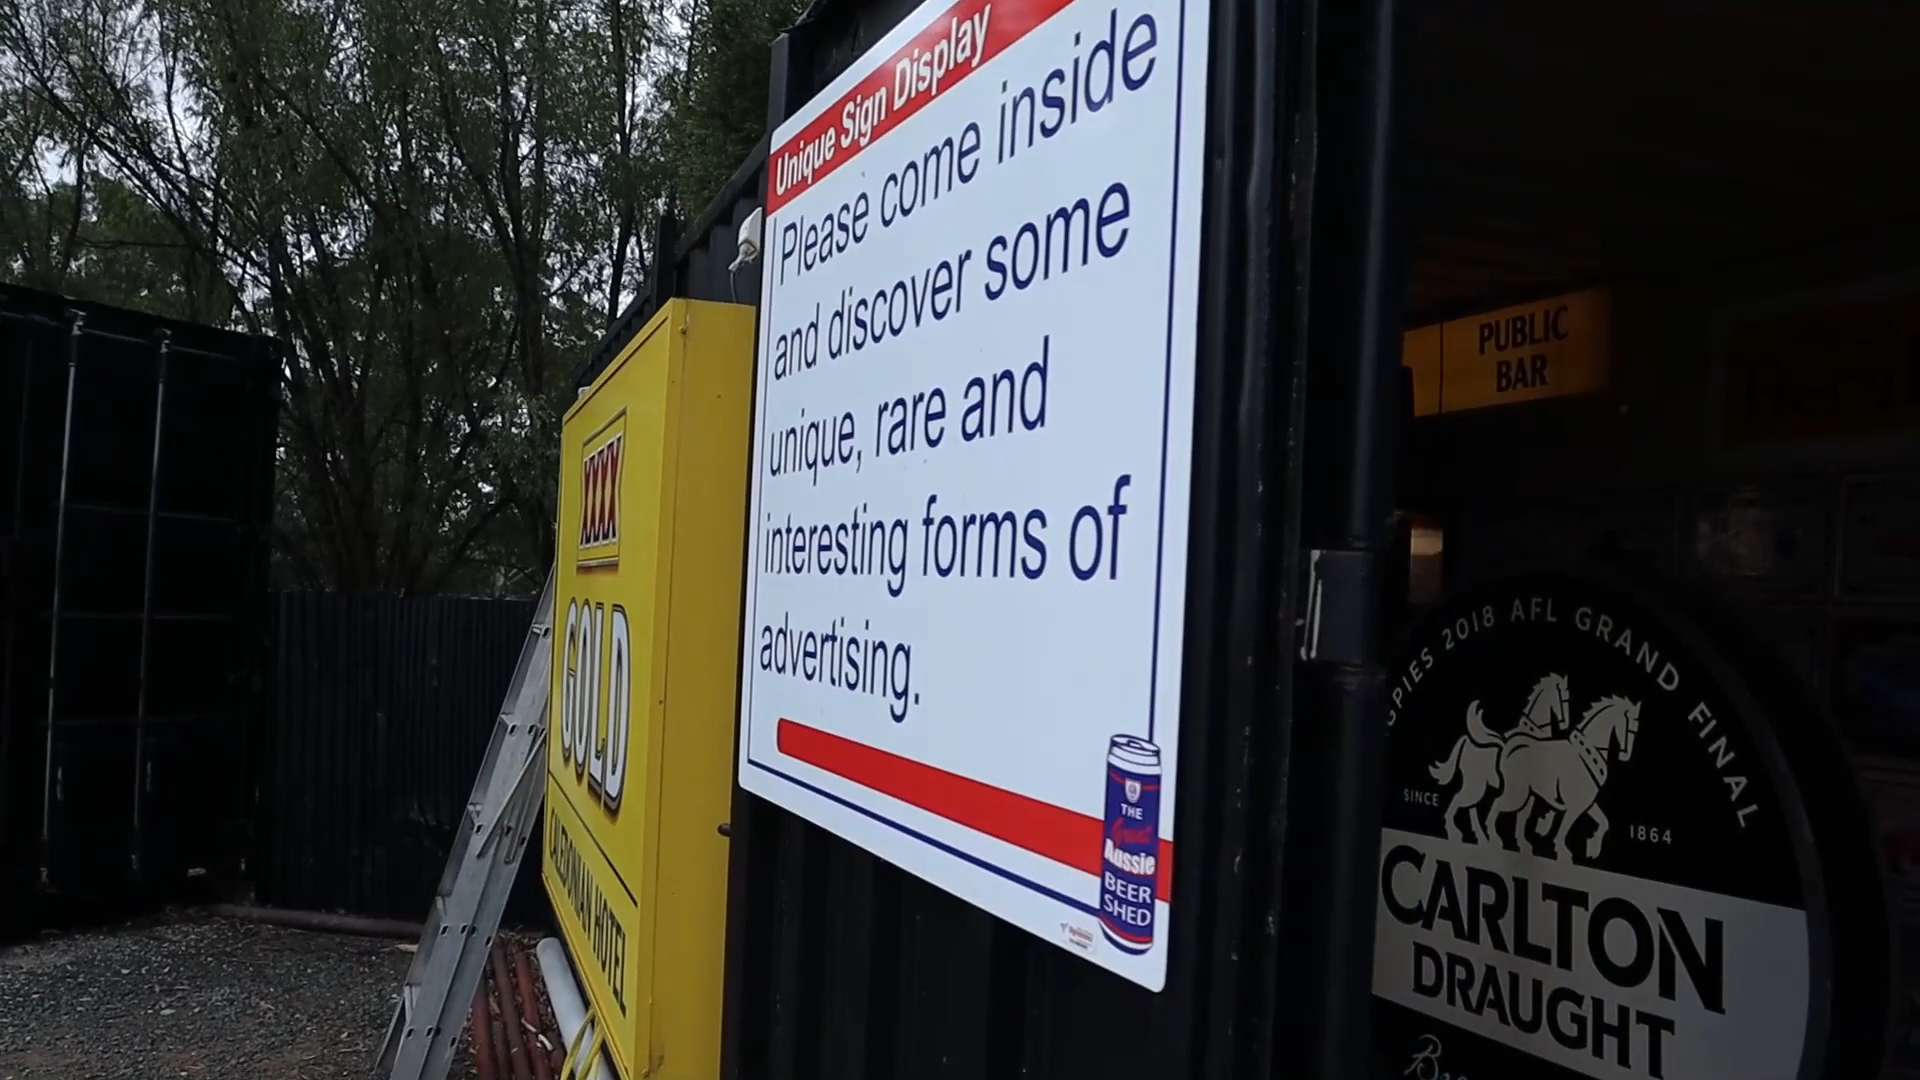 Unique Sign Display
Please come inside
and discover some
unique, rare and
interesting forms of
advertising.
THE
Great
Aussie
BEER
SHED
XXXX
GOLD
CALEDONIAN HOTEL
PUBLIC
BAR
2018 AFL GRAND FINAL
SINCE 1864
CARLTON
DRAUGHT